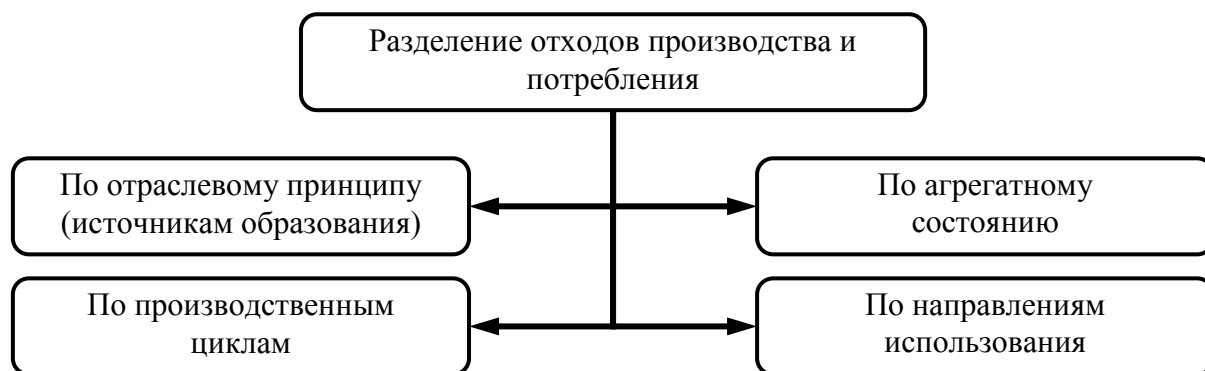 Разделение отходов производства и
потребления
По отраслевому принципу
(источникам образования)
По агрегатному
состоянию
По производственным
циклам
По направлениям
использования